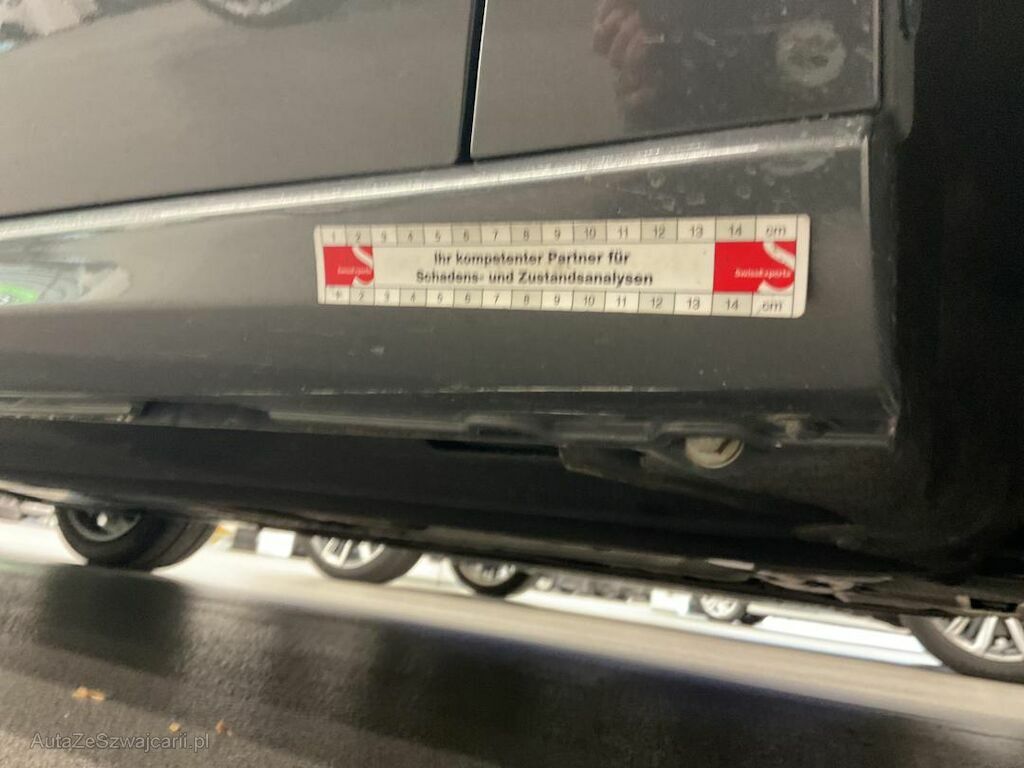 1 2 3 4 5 6 7 8 9 10 11 12 13 14 cm
Ihr kompetenter Partner für
Schadens- und Zustandsanalysen
SwissExperts
SwissExperts
+ 2 3 4 5 6 7 8 9 10 11 12 13 14 cm
AutaZeSzwajcarii.pl